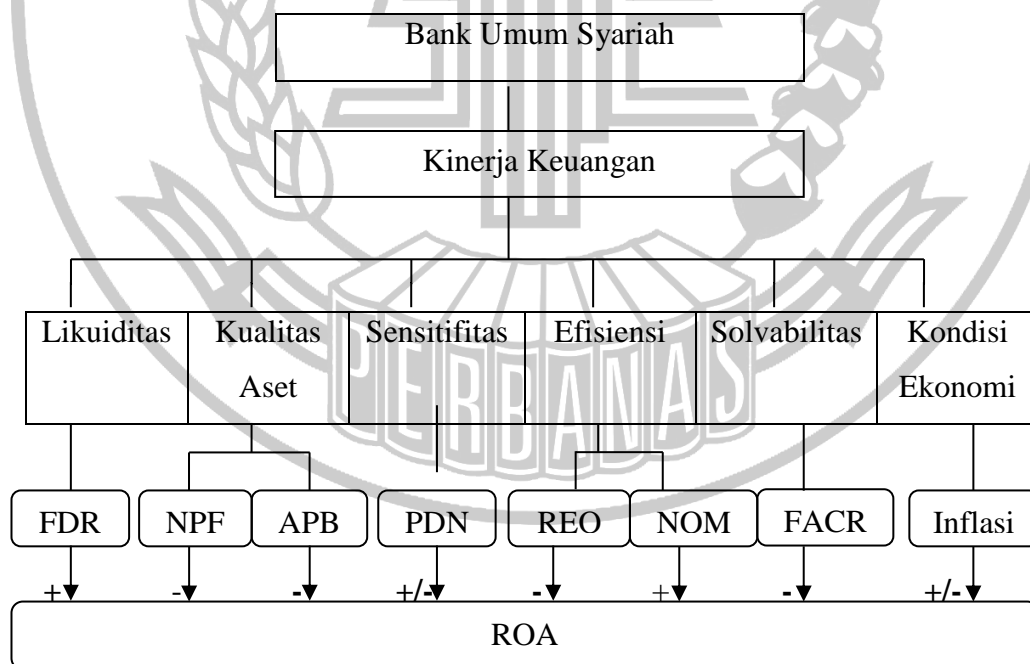 Bank Umum Syariah
Kinerja Keuangan
Likuiditas
Kualitas
Aset
Sensitifitas
Efisiensi
Solvabilitas
Kondisi
Ekonomi
PERBANAS
FDR
NPF
APB
PDN
REO
NOM
FACR
Inflasi
+
-
-
+/-
-
+
-
+/-
ROA